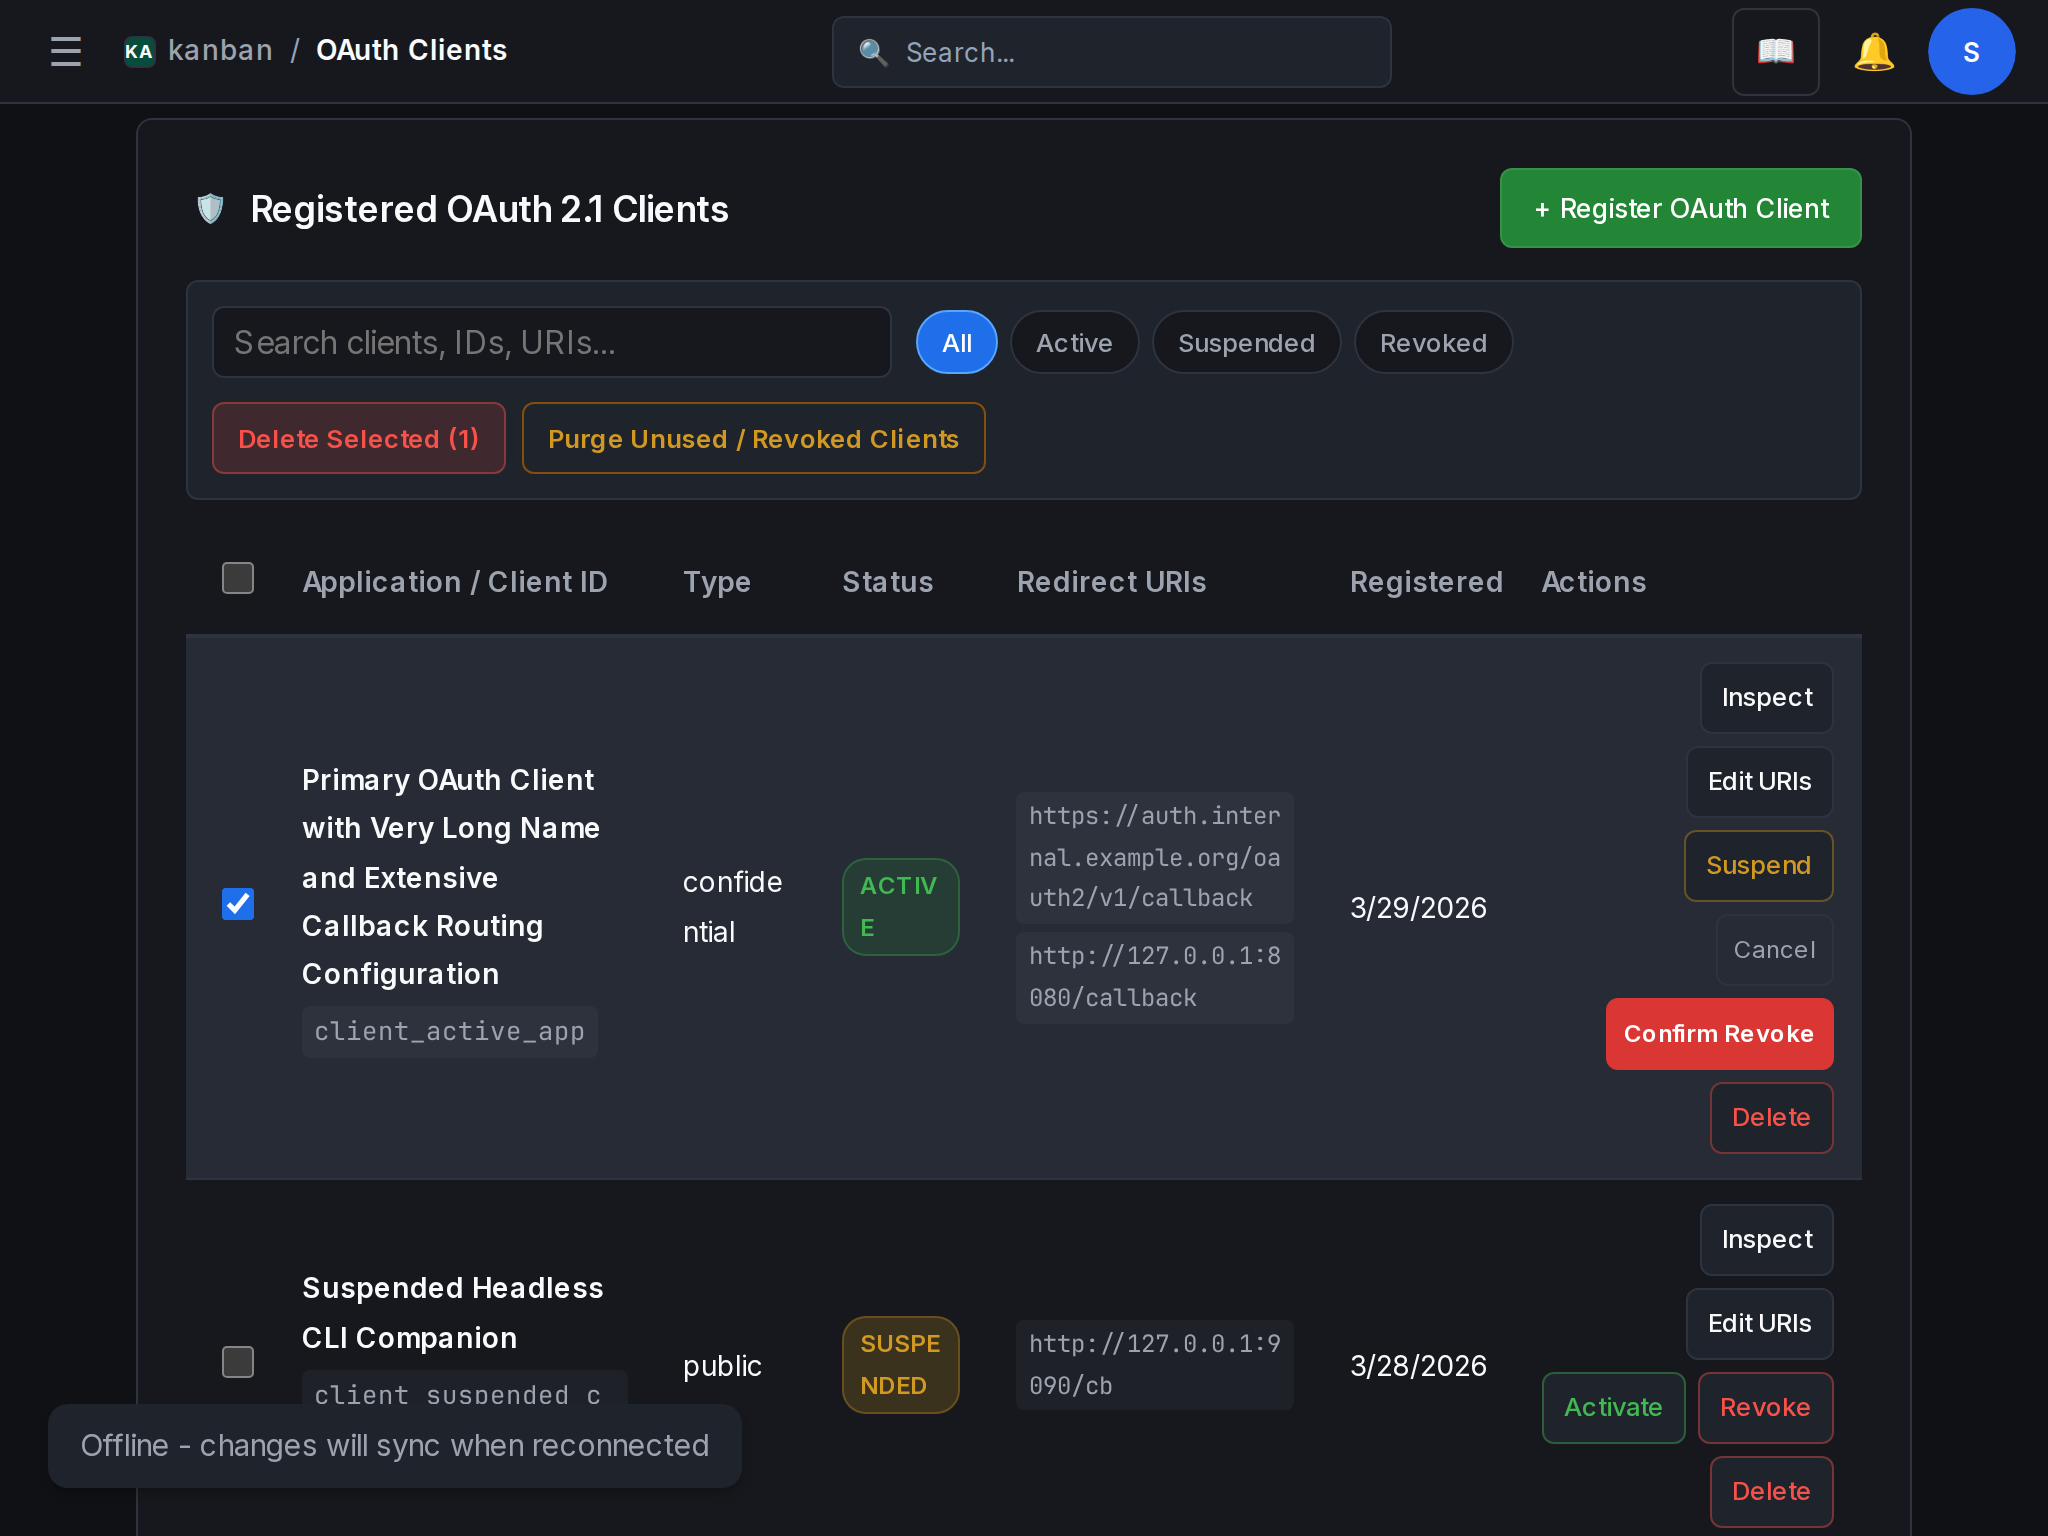 KA kanban / OAuth Clients
Search...
S
Registered OAuth 2.1 Clients
+ Register OAuth Client
Search clients, IDs, URIs...
All
Active
Suspended
Revoked
Delete Selected (1)
Purge Unused / Revoked Clients
Application / Client ID
Type
Status
Redirect URIs
Registered
Actions
Primary OAuth Client
with Very Long Name
and Extensive
Callback Routing
Configuration
client_active_app
confide
ntial
ACTIV
E
https://auth.inter
nal.example.org/oa
uth2/v1/callback
http://127.0.0.1:8
080/callback
3/29/2026
Inspect
Edit URIs
Suspend
Cancel
Confirm Revoke
Delete
Suspended Headless
CLI Companion
client_suspended_c
public
SUSPE
NDED
http://127.0.0.1:9
090/cb
3/28/2026
Inspect
Edit URIs
Activate
Revoke
Delete
Offline - changes will sync when reconnected